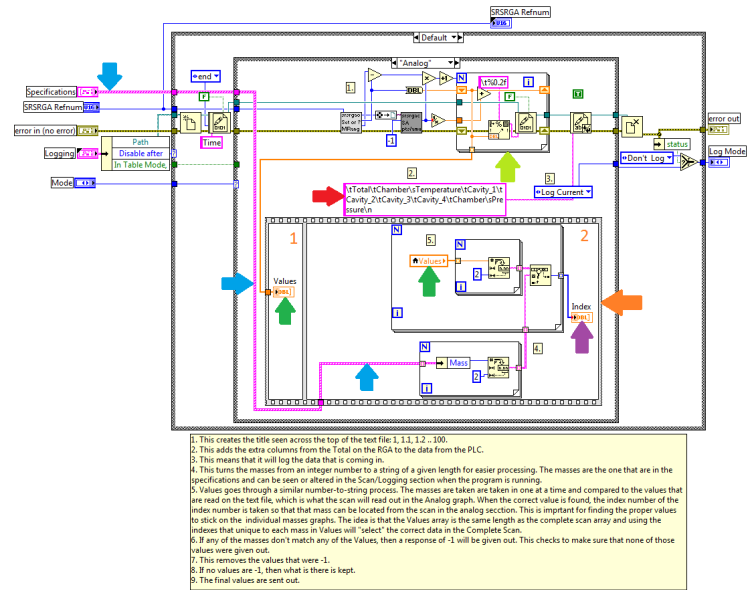 SRSRGA Refnum
U16
Default
end
"Analog"
\t%0.2f
Specifications
F
1.
DBL
N
i
SRSRGA Refnum
U16
T
error in (no error)
error out
Logging
Path
Time
-1
status
Disable after
2.
3.
Don't Log
Log Mode
In Table Mode,
Mode
\tTotal\tChamber\sTemperature\tCavity_1\t
Cavity_2\tCavity_3\tCavity_4\tChamber\sPre
ssure\n
Log Current
1
N
2
5.
N
Values
Values
2
DBL
i
i
Index
DBL
N
4.
Mass
2
i
1. This creates the title seen across the top of the text file: 1, 1.1, 1.2 .. 100.
2. This adds the extra columns from the Total on the RGA to the data from the PLC.
3. This means that it will log the data that is coming in.
4. This turns the masses from an integer number to a string of a given length for easier processing. The masses are the one that are in the
specifications and can be seen or altered in the Scan/Logging section when the program is running.
5. Values goes through a similar number-to-string process. The masses are taken are taken in one at a time and compared to the values that
are read on the text file, which is what the scan will read out in the Analog graph. When the correct value is found, the index number of the
index number is taken so that that mass can be located from the scan in the analog secction. This is imprtant for finding the proper values
to stick on the  individual masses graphs. The idea is that the Values array is the same length as the complete scan array and using the
indexes that unique to each mass in Values will "select" the correct data in the Complete Scan.
6. If any of the masses don't match any of the Values, then a response of -1 will be given out. This checks to make sure that none of those
values were given out.
7. This removes the values that were -1.
8. If no values are -1, then what is there is kept.
9. The final values are sent out.